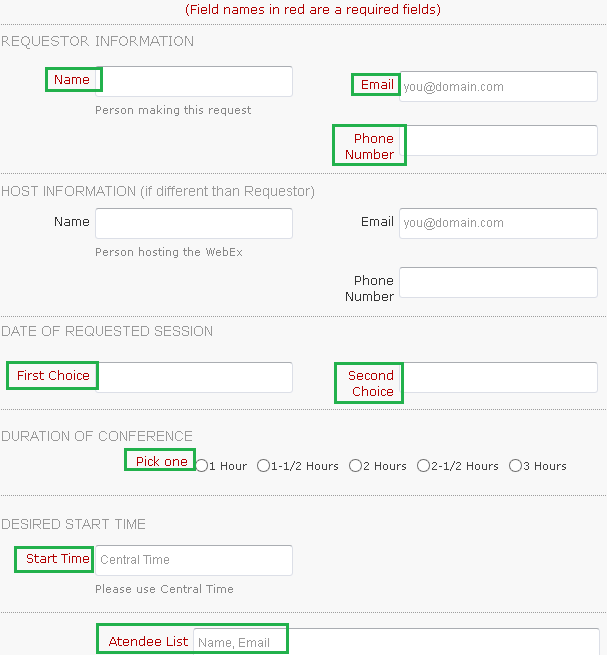 (Field names in red are a required fields)
REQUESTOR INFORMATION
Name
Email you@domain.com
Person making this request
Phone
Number
HOST INFORMATION (if different than Requestor)
Name
Email you@domain.com
Person hosting the WebEx
Phone
Number
DATE OF REQUESTED SESSION
First Choice
Second
Choice
DURATION OF CONFERENCE
Pick one 1 Hour 1-1/2 Hours 2 Hours 2-1/2 Hours 3 Hours
DESIRED START TIME
Start Time Central Time
Please use Central Time
Atendee List Name, Email